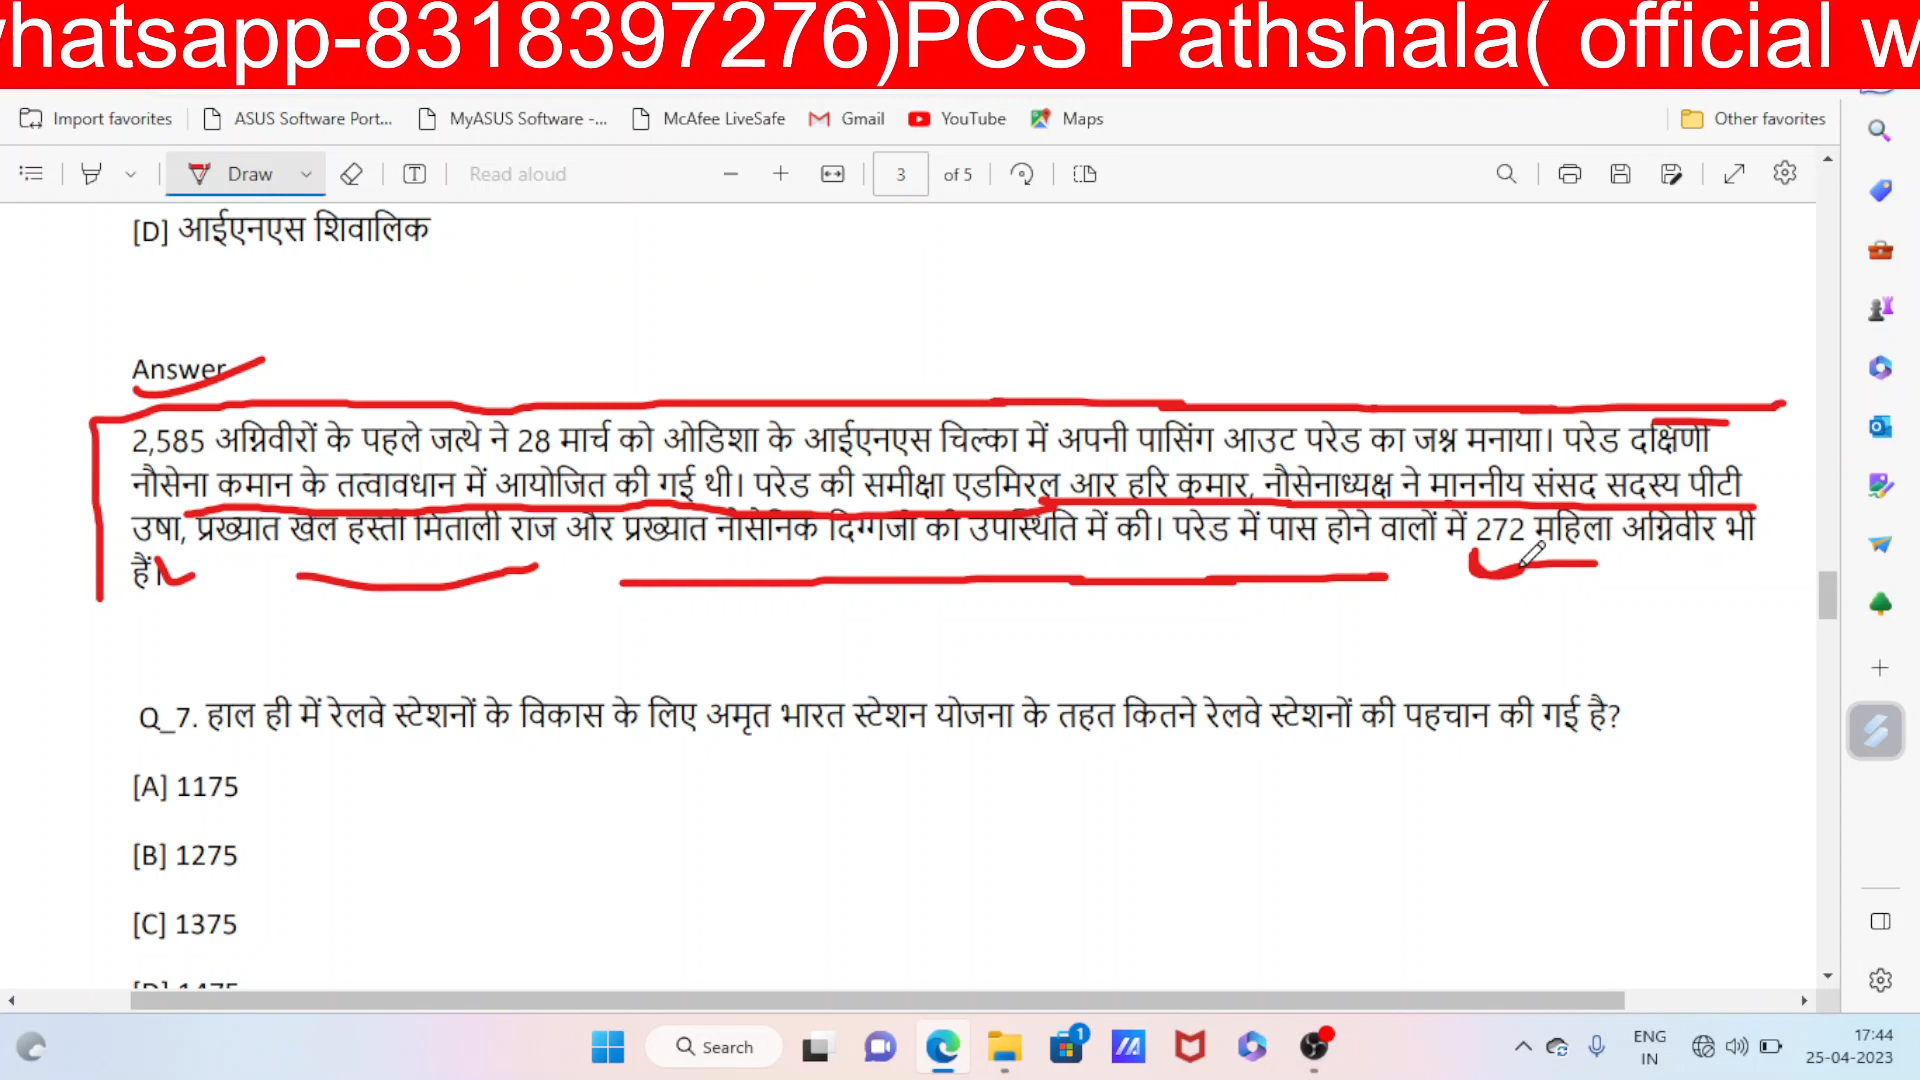 whatsapp-8318397276)PCS Pathshala( official w
Import favorites ASUS Software Port... MyASUS Software -... McAfee LiveSafe Gmail YouTube Maps Other favorites
Draw Read aloud 3 of 5
[D] आईएनएस शिवालिक
Answer
2,585 अग्निवीरों के पहले जत्थे ने 28 मार्च को ओडिशा के आईएनएस चिल्का में अपनी पासिंग आउट परेड का जश्न मनाया। परेड दक्षिणी
नौसेना कमान के तत्वावधान में आयोजित की गई थी। परेड की समीक्षा एडमिरल आर हरि कुमार, नौसेनाध्यक्ष ने माननीय संसद सदस्य पीटी
उषा, प्रख्यात खेल हस्ती मिताली राज और प्रख्यात नौसैनिक दिग्गजों की उपस्थिति में की। परेड में पास होने वालों में 272 महिला अग्निवीर भी
हैं।
Q_7. हाल ही में रेलवे स्टेशनों के विकास के लिए अमृत भारत स्टेशन योजना के तहत कितने रेलवे स्टेशनों की पहचान की गई है?
[A] 1175
[B] 1275
[C] 1375
[D] 1475
Search 1 ENG 17:44
IN 25-04-2023